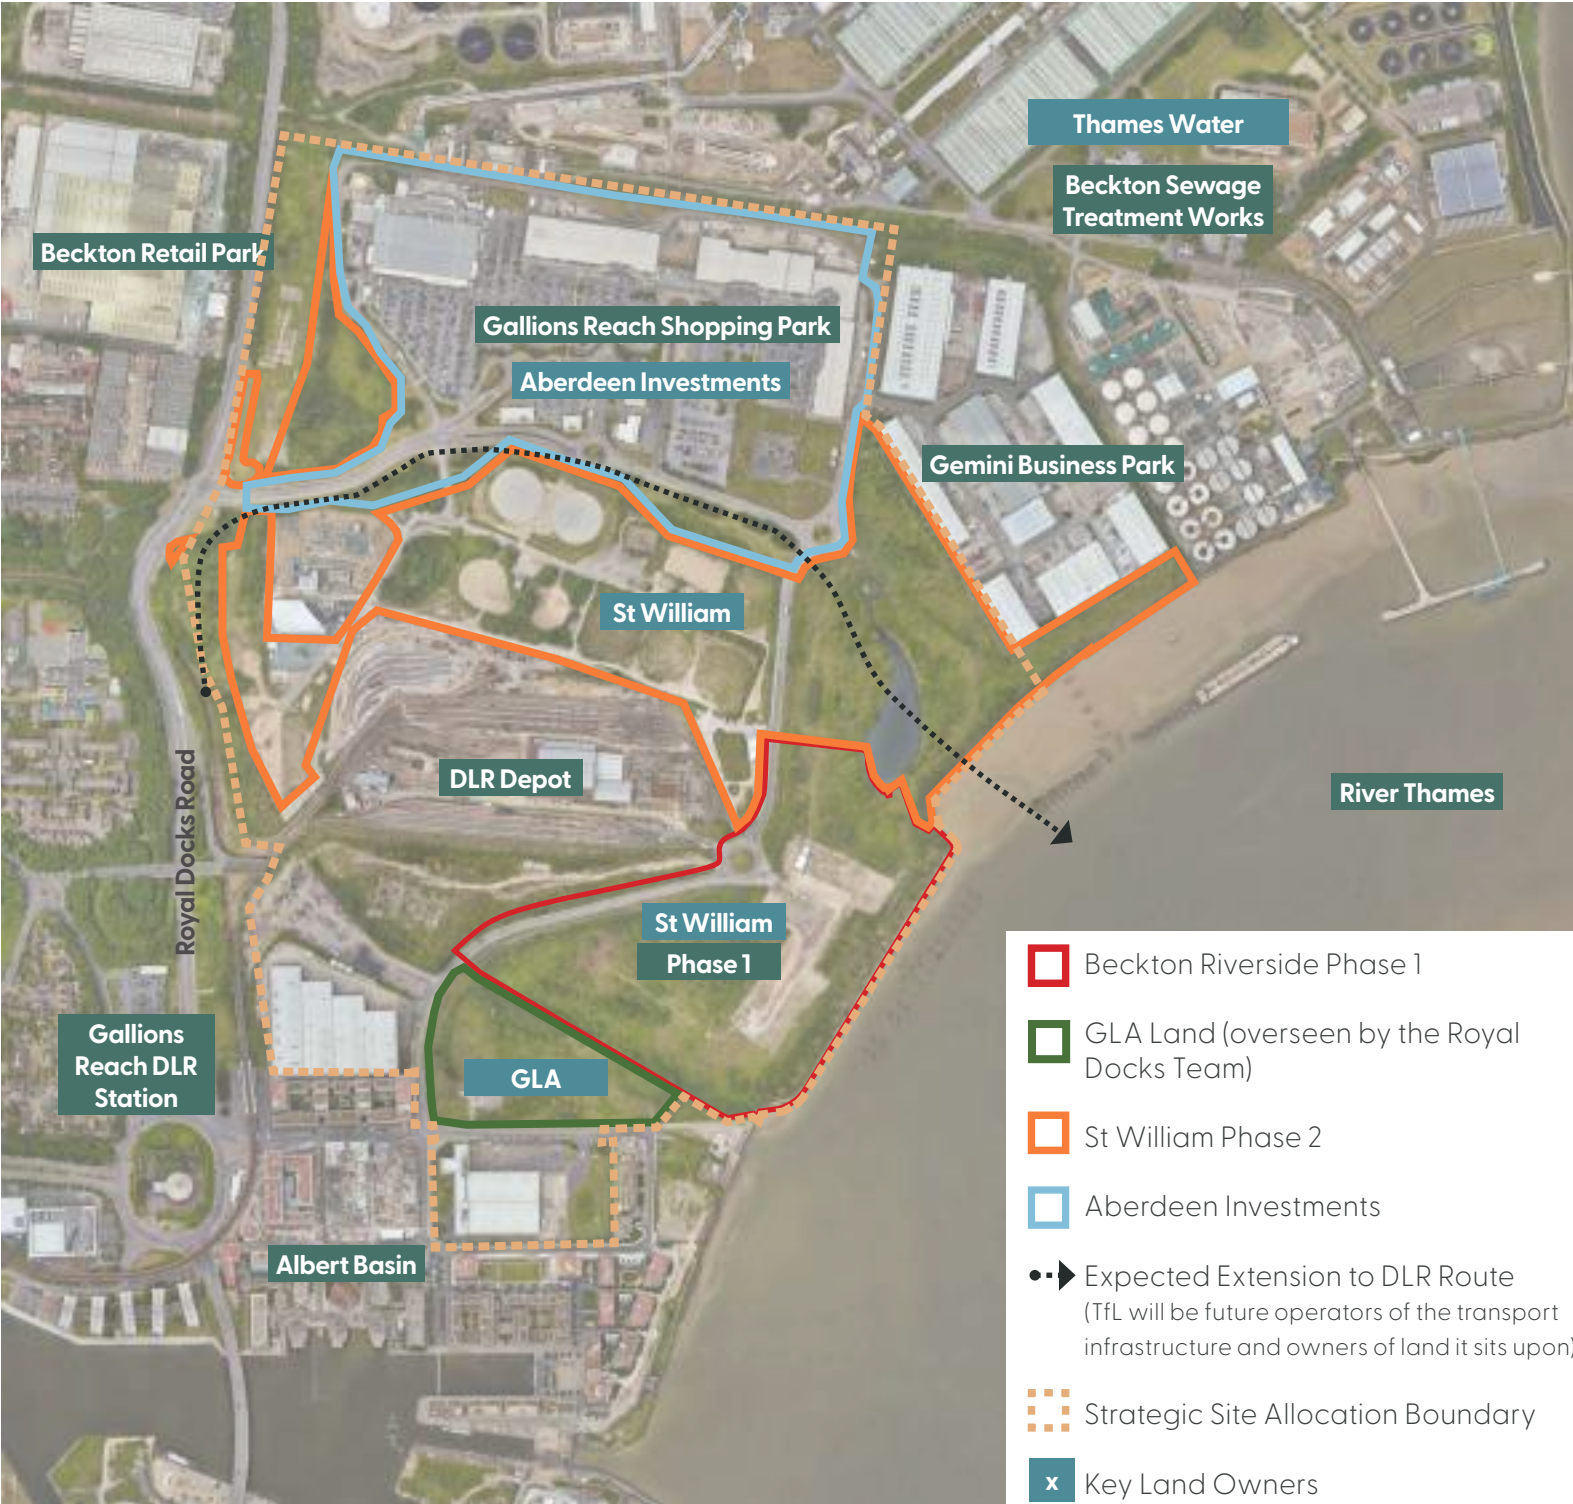 Thames Water
Beckton Sewage
Treatment Works
Beckton Retail Park
Gallions Reach Shopping Park
Aberdeen Investments
Gemini Business Park
St William
DLR Depot
River Thames
Royal Docks Road
St William
Phase 1
Gallions
Reach DLR
Station
GLA
Albert Basin
Beckton Riverside Phase 1
GLA Land (overseen by the Royal
Docks Team)
St William Phase 2
Aberdeen Investments
Expected Extension to DLR Route
(TfL will be future operators of the transport
infrastructure and owners of land it sits upon)
Strategic Site Allocation Boundary
x Key Land Owners